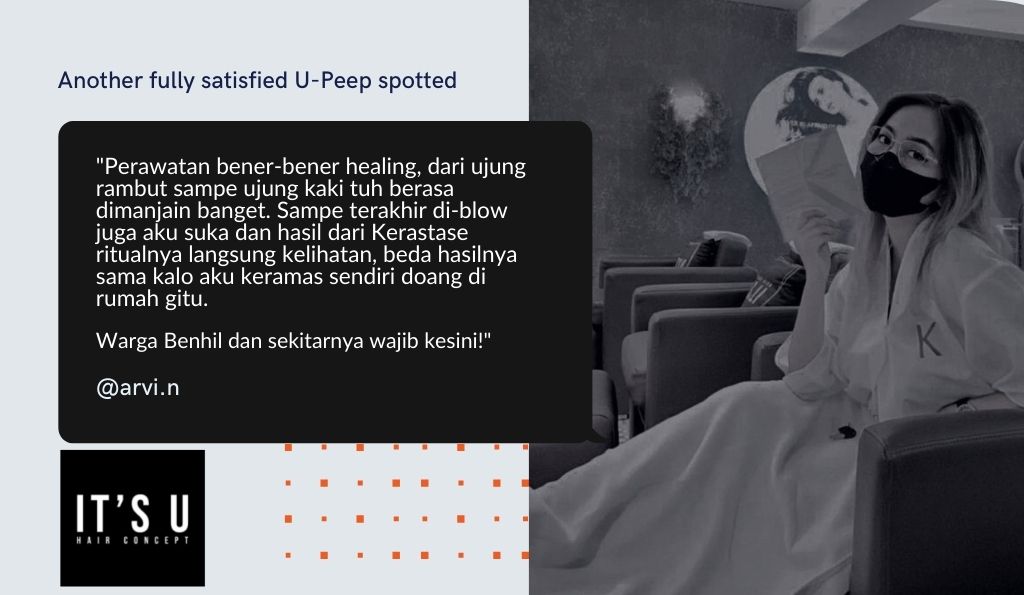 Another fully satisfied U-Peep spotted
"Perawatan bener-bener healing, dari ujung
rambut sampe ujung kaki tuh berasa
dimanjain banget. Sampe terakhir di-blow
juga aku suka dan hasil dari Kerastase
ritualnya langsung kelihatan, beda hasilnya
sama kalo aku keramas sendiri doang di
rumah gitu.
Warga Benhil dan sekitarnya wajib kesini!"
@arvi.n
IT'S U
HAIR CONCEPT
K